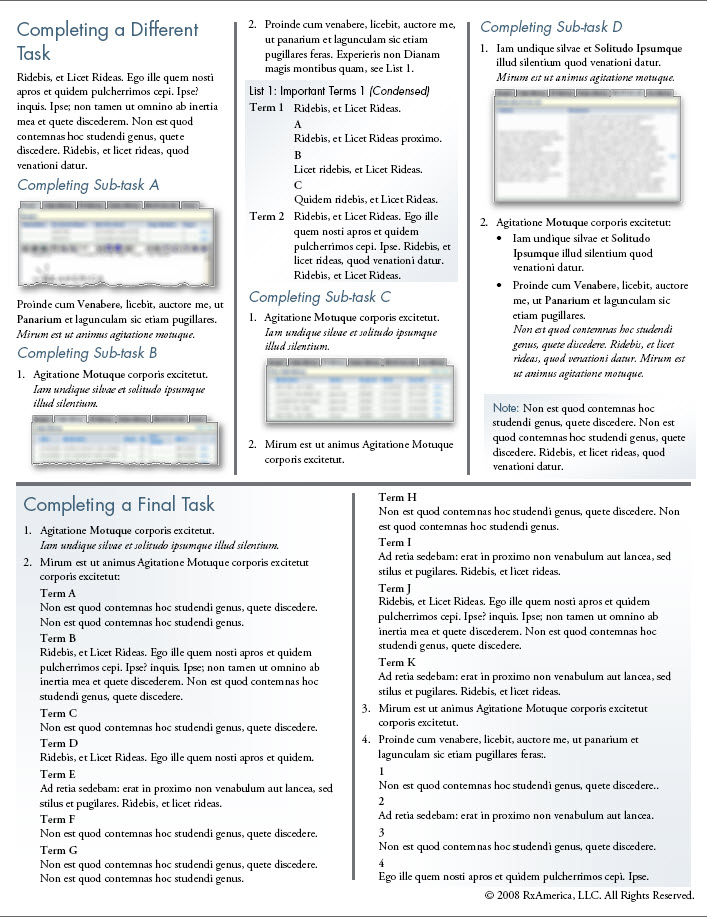 Completing a Different
Task
Ridebis, et Licet Rideas. Ego ille quem nosti
apros et quidem pulcherrimos cepi. Ipse?
inquis. Ipse; non tamen ut omnino ab inertia
mea et quete discederem. Non est quod
contemnas hoc studendi genus, quete
discedere. Ridebis, et licet rideas, quod
venationi datur.
Completing Sub-task A
Proinde cum Venabere, licebit, auctore me, ut
Panarium et lagunculam sic etiam pugillares.
Mirum est ut animus agitatione motuque.
Completing Sub-task B
1. Agitatione Motuque corporis excitetut.
Iam undique silvae et solitudo ipsumque
illud silentium.
2. Proinde cum venabere, licebit, auctore me,
ut panarium et lagunculam sic etiam
pugillares feras. Experieris non Dianam
magis montibus quam, see List 1.
List 1: Important Terms 1 (Condensed)
Term 1 Ridebis, et Licet Rideas.
A
Ridebis, et Licet Rideas proximo.
B
Licet ridebis, et Licet Rideas.
C
Quidem ridebis, et Licet Rideas.
Term 2 Ridebis, et Licet Rideas. Ego ille
quem nosti apros et quidem
pulcherrimos cepi. Ipse. Ridebis, et
licet rideas, quod venationi datur.
Ridebis, et Licet Rideas.
Completing Sub-task C
1. Agitatione Motuque corporis excitetut.
Iam undique silvae et solitudo ipsumque
illud silentium.
2. Mirum est ut animus Agitatione Motuque
corporis excitetut.
Completing Sub-task D
1. Iam undique silvae et Solitudo Ipsumque
illud silentium quod venationi datur.
Mirum est ut animus agitatione motuque.
2. Agitatione Motuque corporis excitetut:
• Iam undique silvae et Solitudo
Ipsumque illud silentium quod
venationi datur.
• Proinde cum Venabere, licebit, auctore
me, ut Panarium et lagunculam sic
etiam pugillares.
Non est quod contemnas hoc studendi
genus, quete discedere. Ridebis, et licet
rideas, quod venationi datur. Mirum est
ut animus agitatione motuque.
Note: Non est quod contemnas hoc
studendi genus, quete discedere. Non est
quod contemnas hoc studendi genus, quete
discedere. Ridebis, et licet rideas, quod
venationi datur.
Completing a Final Task
1. Agitatione Motuque corporis excitetut.
Iam undique silvae et solitudo ipsumque illud silentium.
2. Mirum est ut animus Agitatione Motuque corporis excitetut
corporis excitetut:
Term A
Non est quod contemnas hoc studendi genus, quete discedere.
Non est quod contemnas hoc studendi genus.
Term B
Ridebis, et Licet Rideas. Ego ille quem nosti apros et quidem
pulcherrimos cepi. Ipse? inquis. Ipse; non tamen ut omnino ab
inertia mea et quete discederem. Non est quod contemnas hoc
studendi genus, quete discedere.
Term C
Non est quod contemnas hoc studendi genus, quete discedere.
Term D
Ridebis, et Licet Rideas. Ego ille quem nosti apros et quidem.
Term E
Ad retia sedebam: erat in proximo non venabulum aut lancea, sed
stilus et pugilares. Ridebis, et licet rideas.
Term F
Non est quod contemnas hoc studendi genus, quete discedere.
Term G
Non est quod contemnas hoc studendi genus, quete discedere.
Non est quod contemnas hoc studendi genus.
Term H
Non est quod contemnas hoc studendi genus, quete discedere. Non
est quod contemnas hoc studendi genus.
Term I
Ad retia sedebam: erat in proximo non venabulum aut lancea, sed
stilus et pugilares. Ridebis, et licet rideas.
Term J
Ridebis, et Licet Rideas. Ego ille quem nosti apros et quidem
pulcherrimos cepi. Ipse? inquis. Ipse; non tamen ut omnino ab
inertia mea et quete discederem. Non est quod contemnas hoc
studendi genus, quete discedere.
Term K
Ad retia sedebam: erat in proximo non venabulum aut lancea, sed
stilus et pugilares. Ridebis, et licet rideas.
3. Mirum est ut animus Agitatione Motuque corporis excitetut
corporis excitetut.
4. Proinde cum venabere, licebit, auctore me, ut panarium et
lagunculam sic etiam pugillares feras:.
1
Non est quod contemnas hoc studendi genus, quete discedere..
2
Ad retia sedebam: erat in proximo non venabulum aut lancea.
3
Non est quod contemnas hoc studendi genus, quete discedere.
4
Ego ille quem nosti apros et quidem pulcherrimos cepi. Ipse.
© 2008 RxAmerica, LLC. All Rights Reserved.